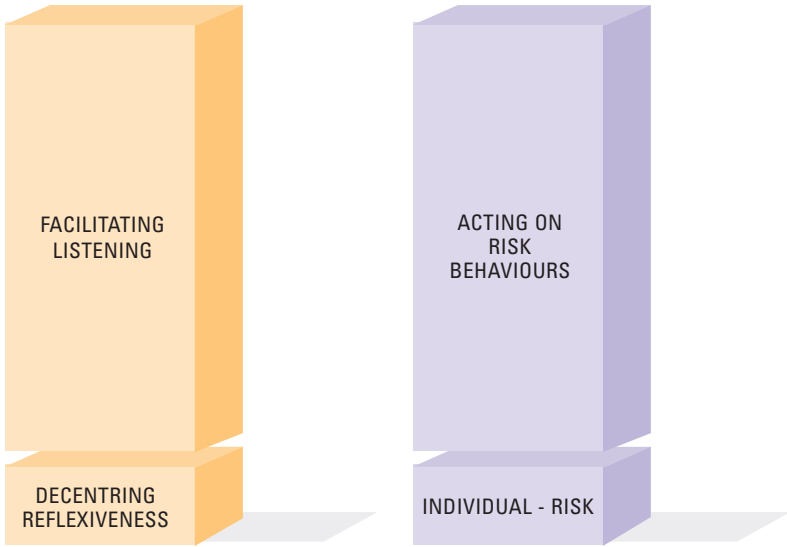 FACILITATING
LISTENING
ACTING ON
RISK
BEHAVIOURS
DECENTRING
REFLEXIVENESS
INDIVIDUAL - RISK